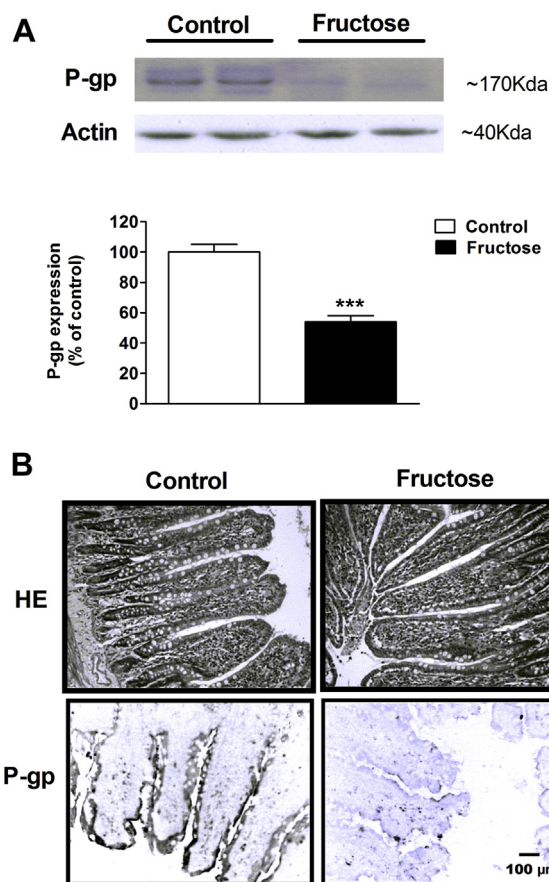 A
Control Fructose
P-gp ~170Kda
Actin ~40Kda
P-gp expression
(% of control)
120
100
80
60
40
20
0
***
Control
Fructose
B
Control Fructose
HE
P-gp
100 µm